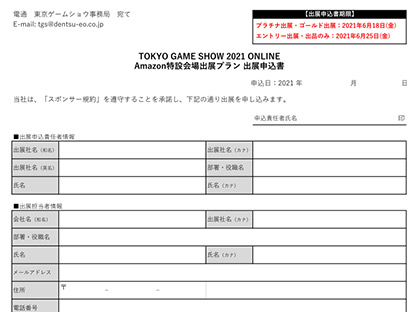 電通　東京ゲームショウ事務局　宛て
E-mail: tgs@dentsu-eo.co.jp
【出展申込書期限】
プラチナ出展・ゴールド出展：2021年6月18日(金)
エントリー出展・出品のみ：2021年6月25日(金)
TOKYO GAME SHOW 2021 ONLINE
Amazon特設会場出展プラン 出展申込書
申込日：2021 年　　月　　日
当社は、「スポンサー規約」を遵守することを承諾し、下記の通り出展を申し込みます。
申込責任者氏名　　印
■出展申込責任者情報
出展社名（和名）　出展社名（カナ）
出展社名（英名）　部署・役職名
氏名　氏名（カナ）
■出展担当者情報
会社名（和名）　出展社名（カナ）
部署・役職名
氏名　氏名（カナ）
メールアドレス
住所　〒　－　－
電話番号